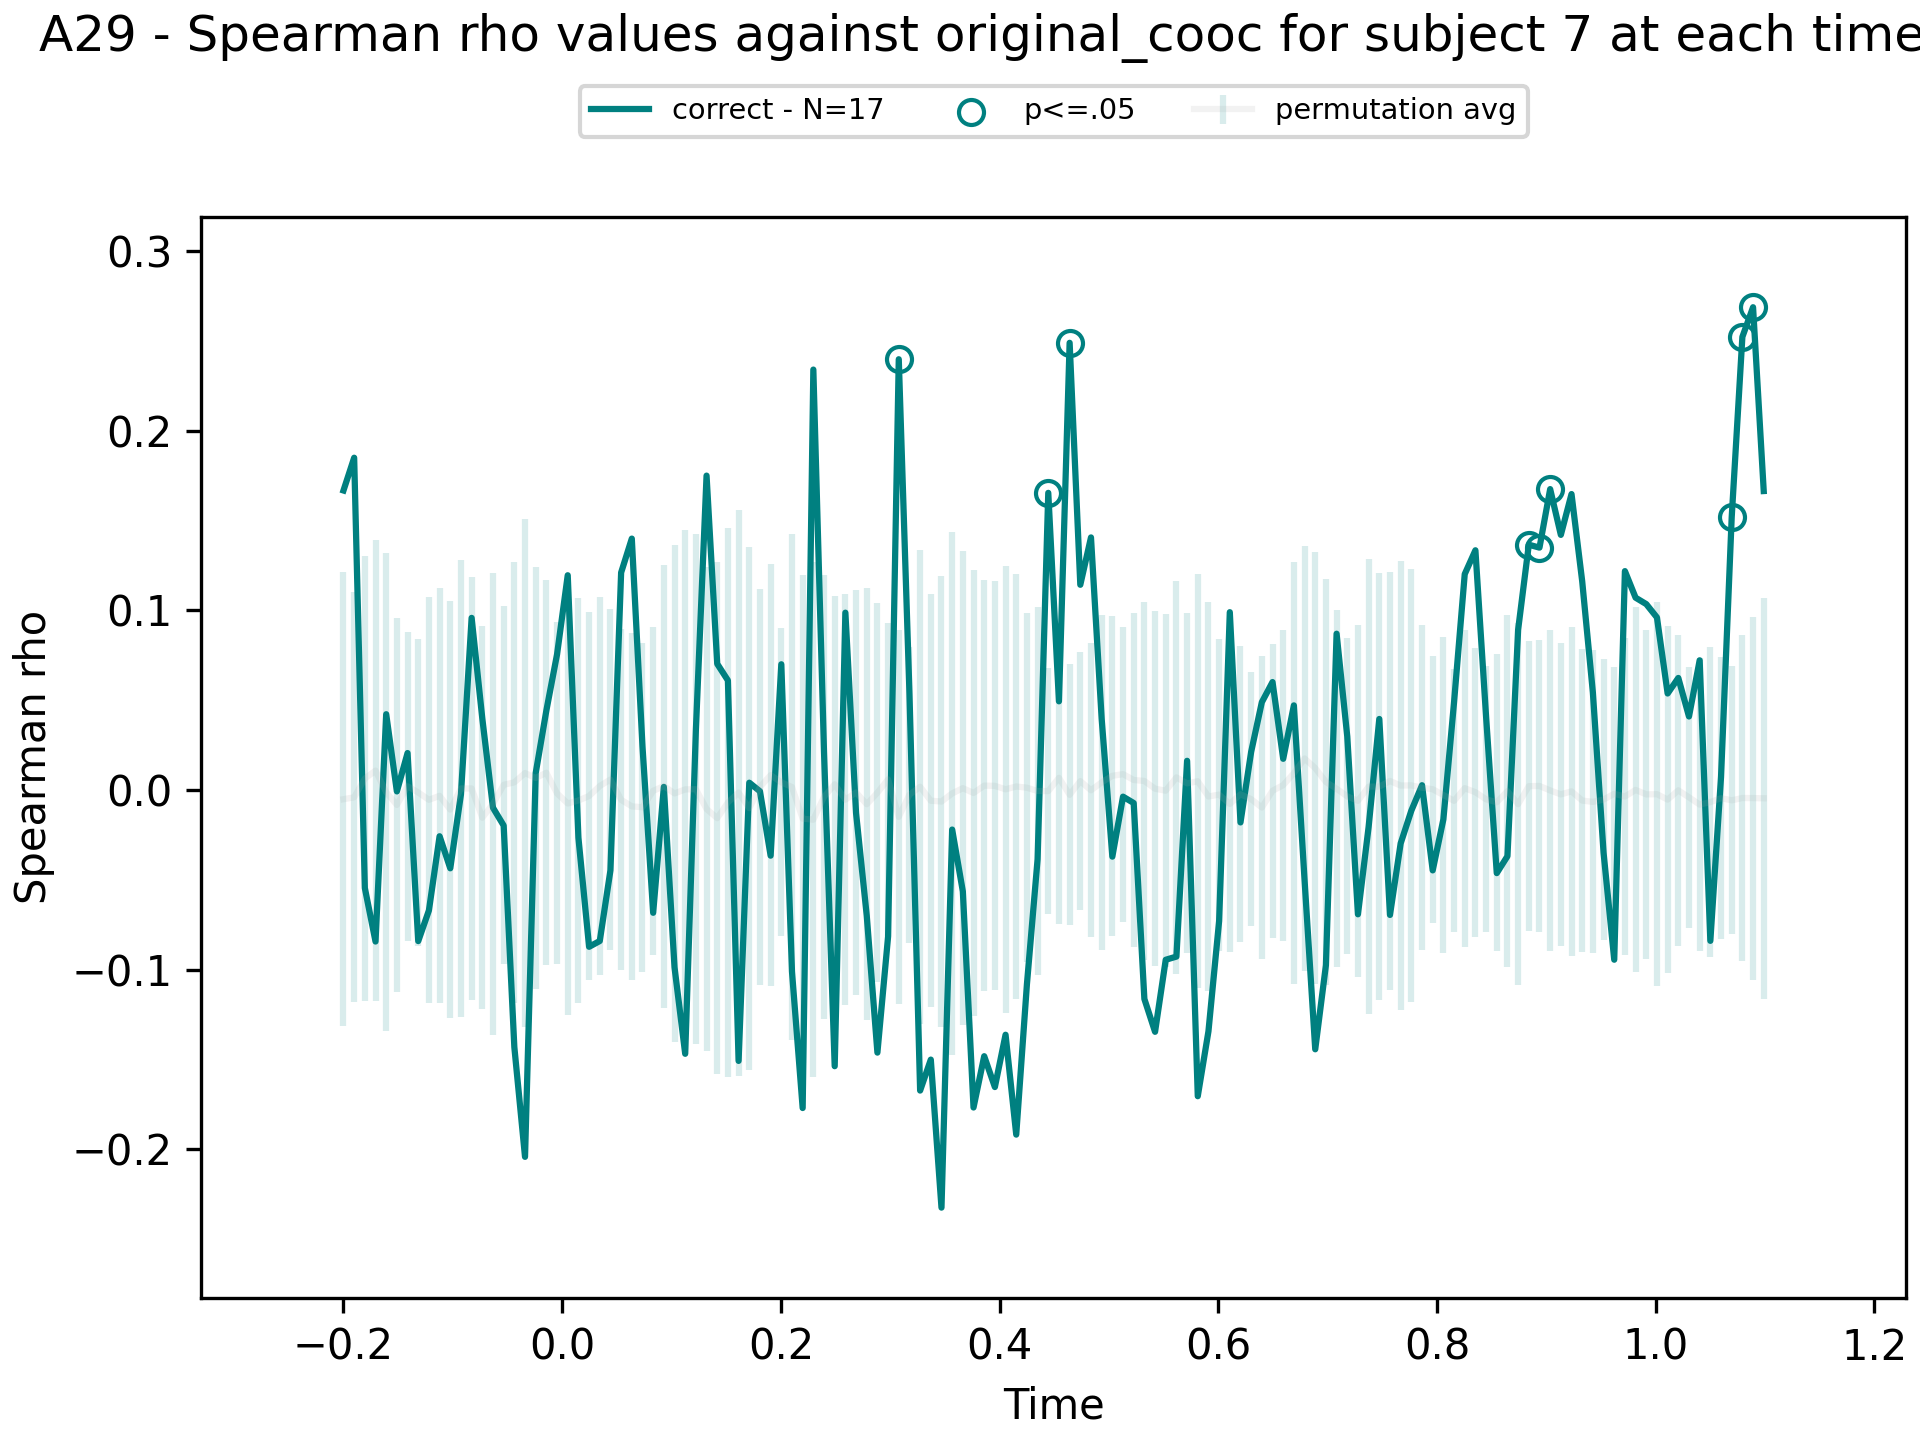 A29 - Spearman rho values against original_cooc for subject 7 at each time
correct - N=17 p<=.05 permutation avg
0.3
0.2
0.1
0.0
−0.1
−0.2
Spearman rho
−0.2 0.0 0.2 0.4 0.6 0.8 1.0 1.2
Time